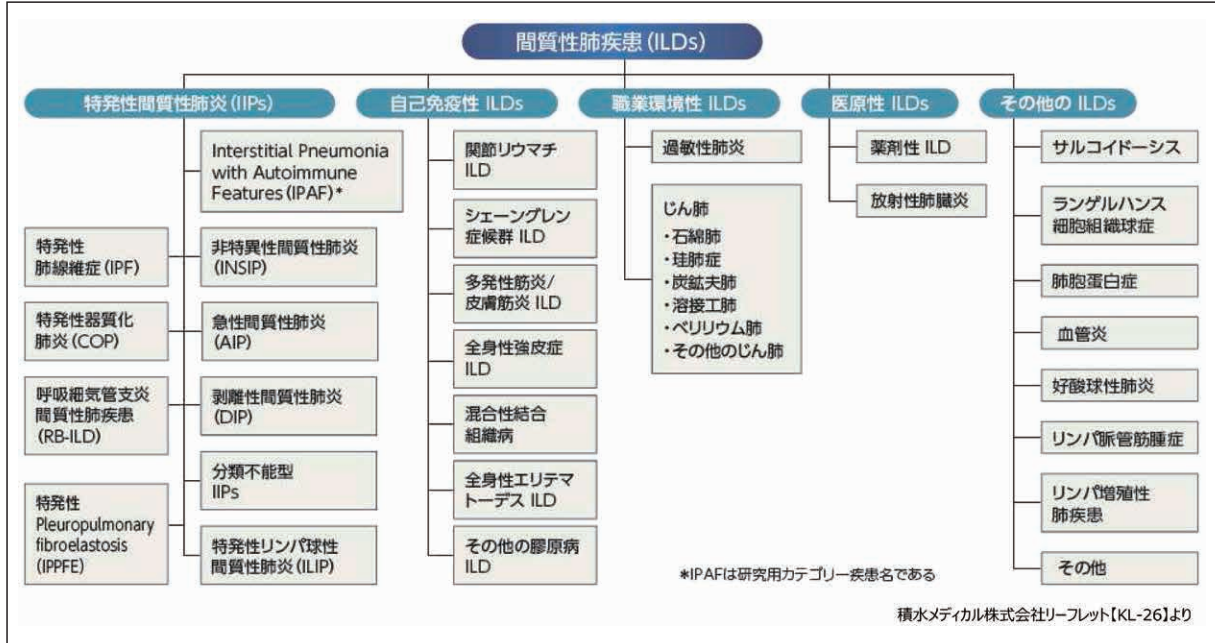 間質性肺疾患(ILDs)
特発性間質性肺炎(IIPs)
Interstitial Pneumonia
with Autoimmune
Features(IPAF)*
特発性
肺線維症(IPF)
非特異性間質性肺炎
(INSIP)
特発性器質化
肺炎(COP)
急性間質性肺炎
(AIP)
呼吸細気管支炎
間質性肺疾患
(RB-ILD)
剥離性間質性肺炎
(DIP)
分類不能型
IIPs
特発性
Pleuropulmonary
fibroelastosis
(IPPFE)
特発性リンパ球性
間質性肺炎(ILIP)
自己免疫性 ILDs
関節リウマチ
ILD
シェーングレン
症候群 ILD
多発性筋炎/
皮膚筋炎 ILD
全身性強皮症
ILD
混合性結合
組織病
全身性エリテマ
トーデス ILD
その他の膠原病
ILD
職業環境性 ILDs
過敏性肺炎
じん肺
・石綿肺
・珪肺症
・炭鉱夫肺
・溶接工肺
・ベリリウム肺
・その他のじん肺
医原性 ILDs
薬剤性 ILD
放射性肺臓炎
その他の ILDs
サルコイドーシス
ランゲルハンス
細胞組織球症
肺胞蛋白症
血管炎
好酸球性肺炎
リンパ脈管筋腫症
リンパ増殖性
肺疾患
その他
*IPAFは研究用カテゴリー疾患名である
積水メディカル株式会社リーフレット【KL-26】より